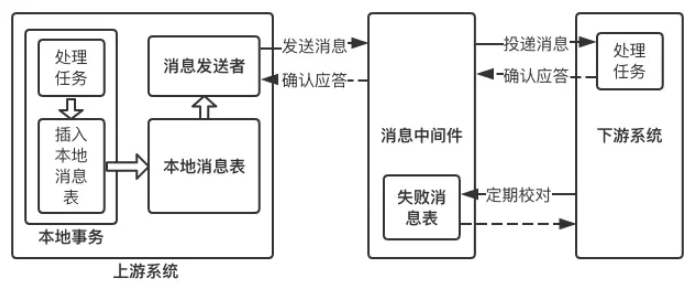 处理
任务
插入
本地
消息
表
本地事务
消息发送者
本地消息表
上游系统
发送消息
确认应答
消息中间件
失败消
息表
投递消息
确认应答
定期校对
处理
任务
下游系统